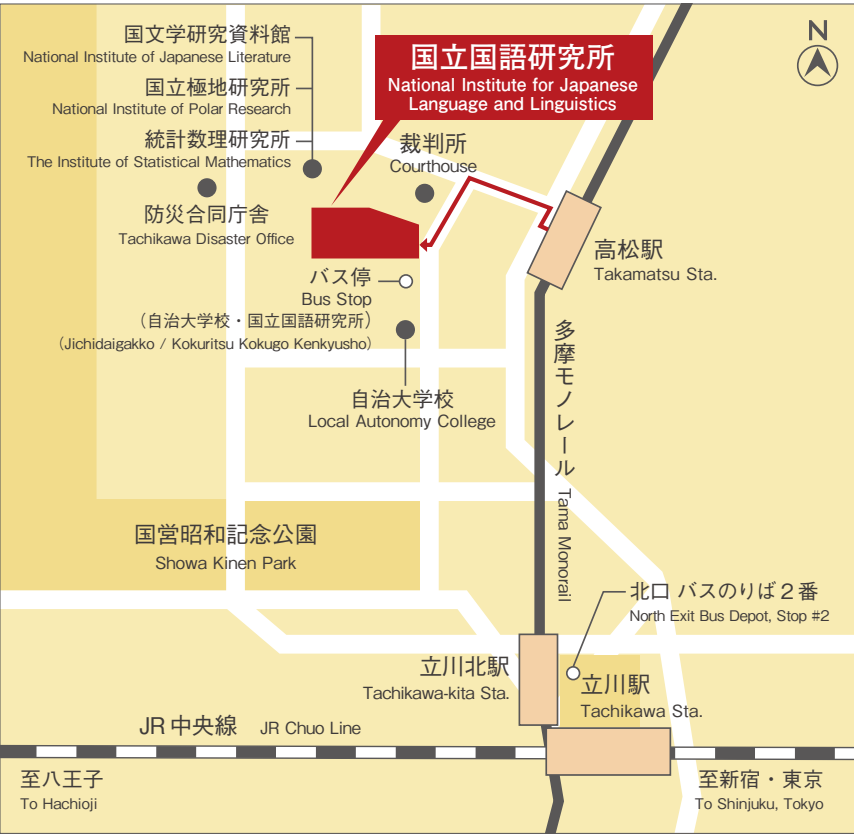 国文学研究資料館
National Institute of Japanese Literature
国立極地研究所
National Institute of Polar Research
統計数理研究所
The Institute of Statistical Mathematics
国立国語研究所
National Institute for Japanese
Language and Linguistics
N
裁判所
Courthouse
防災合同庁舎
Tachikawa Disaster Office
高松駅
Takamatsu Sta.
バス停
Bus Stop
（自治大学校・国立国語研究所）
（Jichidaigakko / Kokuritsu Kokugo Kenkyusho）
自治大学校
Local Autonomy College
多摩モノレール Tama Monorail
国営昭和記念公園
Showa Kinen Park
北口 バスのりば２番
North Exit Bus Depot, Stop #2
立川北駅
Tachikawa-kita Sta.
立川駅
Tachikawa Sta.
JR 中央線 JR Chuo Line
至八王子
To Hachioji
至新宿・東京
To Shinjuku, Tokyo